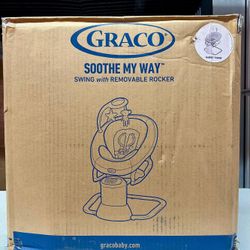 GRACO®
SOOTHE MY WAY™
SWING with REMOVABLE ROCKER
gracobaby.com